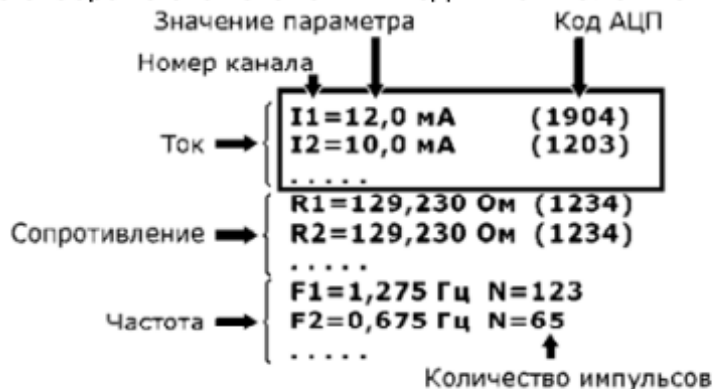 Значение параметра Код АЦП
Номер канала
I1=12,0 мА (1904)
Ток I2=10,0 мА (1203)
.....
R1=129,230 Ом (1234)
Сопротивление R2=129,230 Ом (1234)
.....
F1=1,275 Гц N=123
Частота F2=0,675 Гц N=65
.....
Количество импульсов